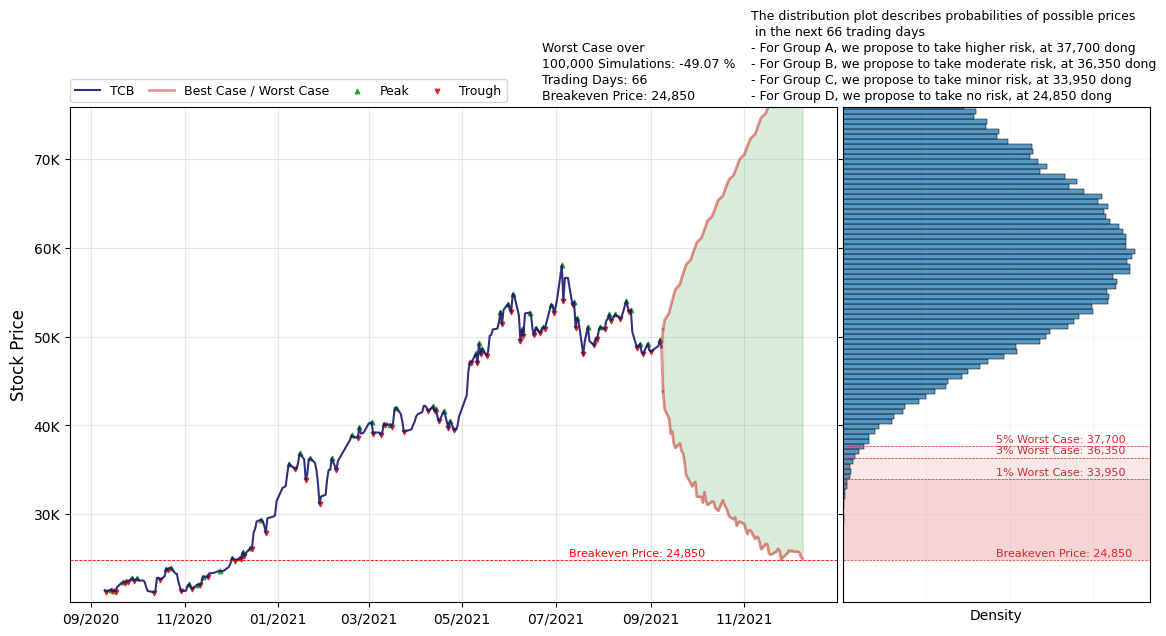 The distribution plot describes probabilities of possible prices
in the next 66 trading days
- For Group A, we propose to take higher risk, at 37,700 dong
- For Group B, we propose to take moderate risk, at 36,350 dong
- For Group C, we propose to take minor risk, at 33,950 dong
- For Group D, we propose to take no risk, at 24,850 dong
Worst Case over
100,000 Simulations: -49.07 %
Trading Days: 66
Breakeven Price: 24,850
TCB
Best Case / Worst Case
Peak
Trough
Stock Price
70K
60K
50K
40K
30K
Breakeven Price: 24,850
09/2020
11/2020
01/2021
03/2021
05/2021
07/2021
09/2021
11/2021
5% Worst Case: 37,700
3% Worst Case: 36,350
1% Worst Case: 33,950
Breakeven Price: 24,850
Density